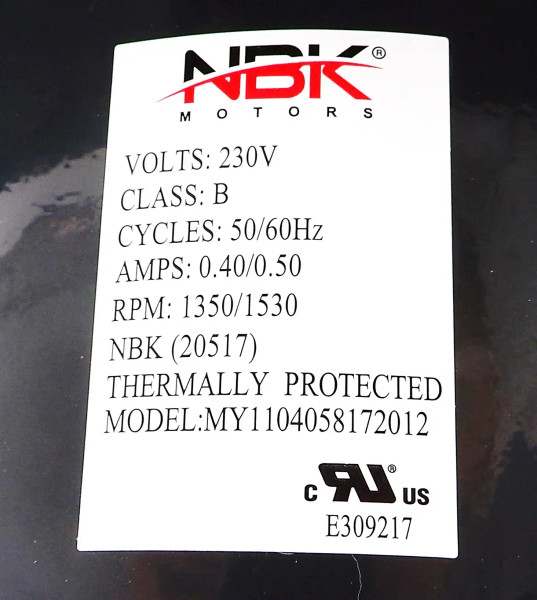 NBK®
MOTORS
VOLTS: 230V
CLASS: B
CYCLES: 50/60Hz
AMPS: 0.40/0.50
RPM: 1350/1530
NBK (20517)
THERMALLY PROTECTED
MODEL:MY1104058172012
c RU® US
E309217